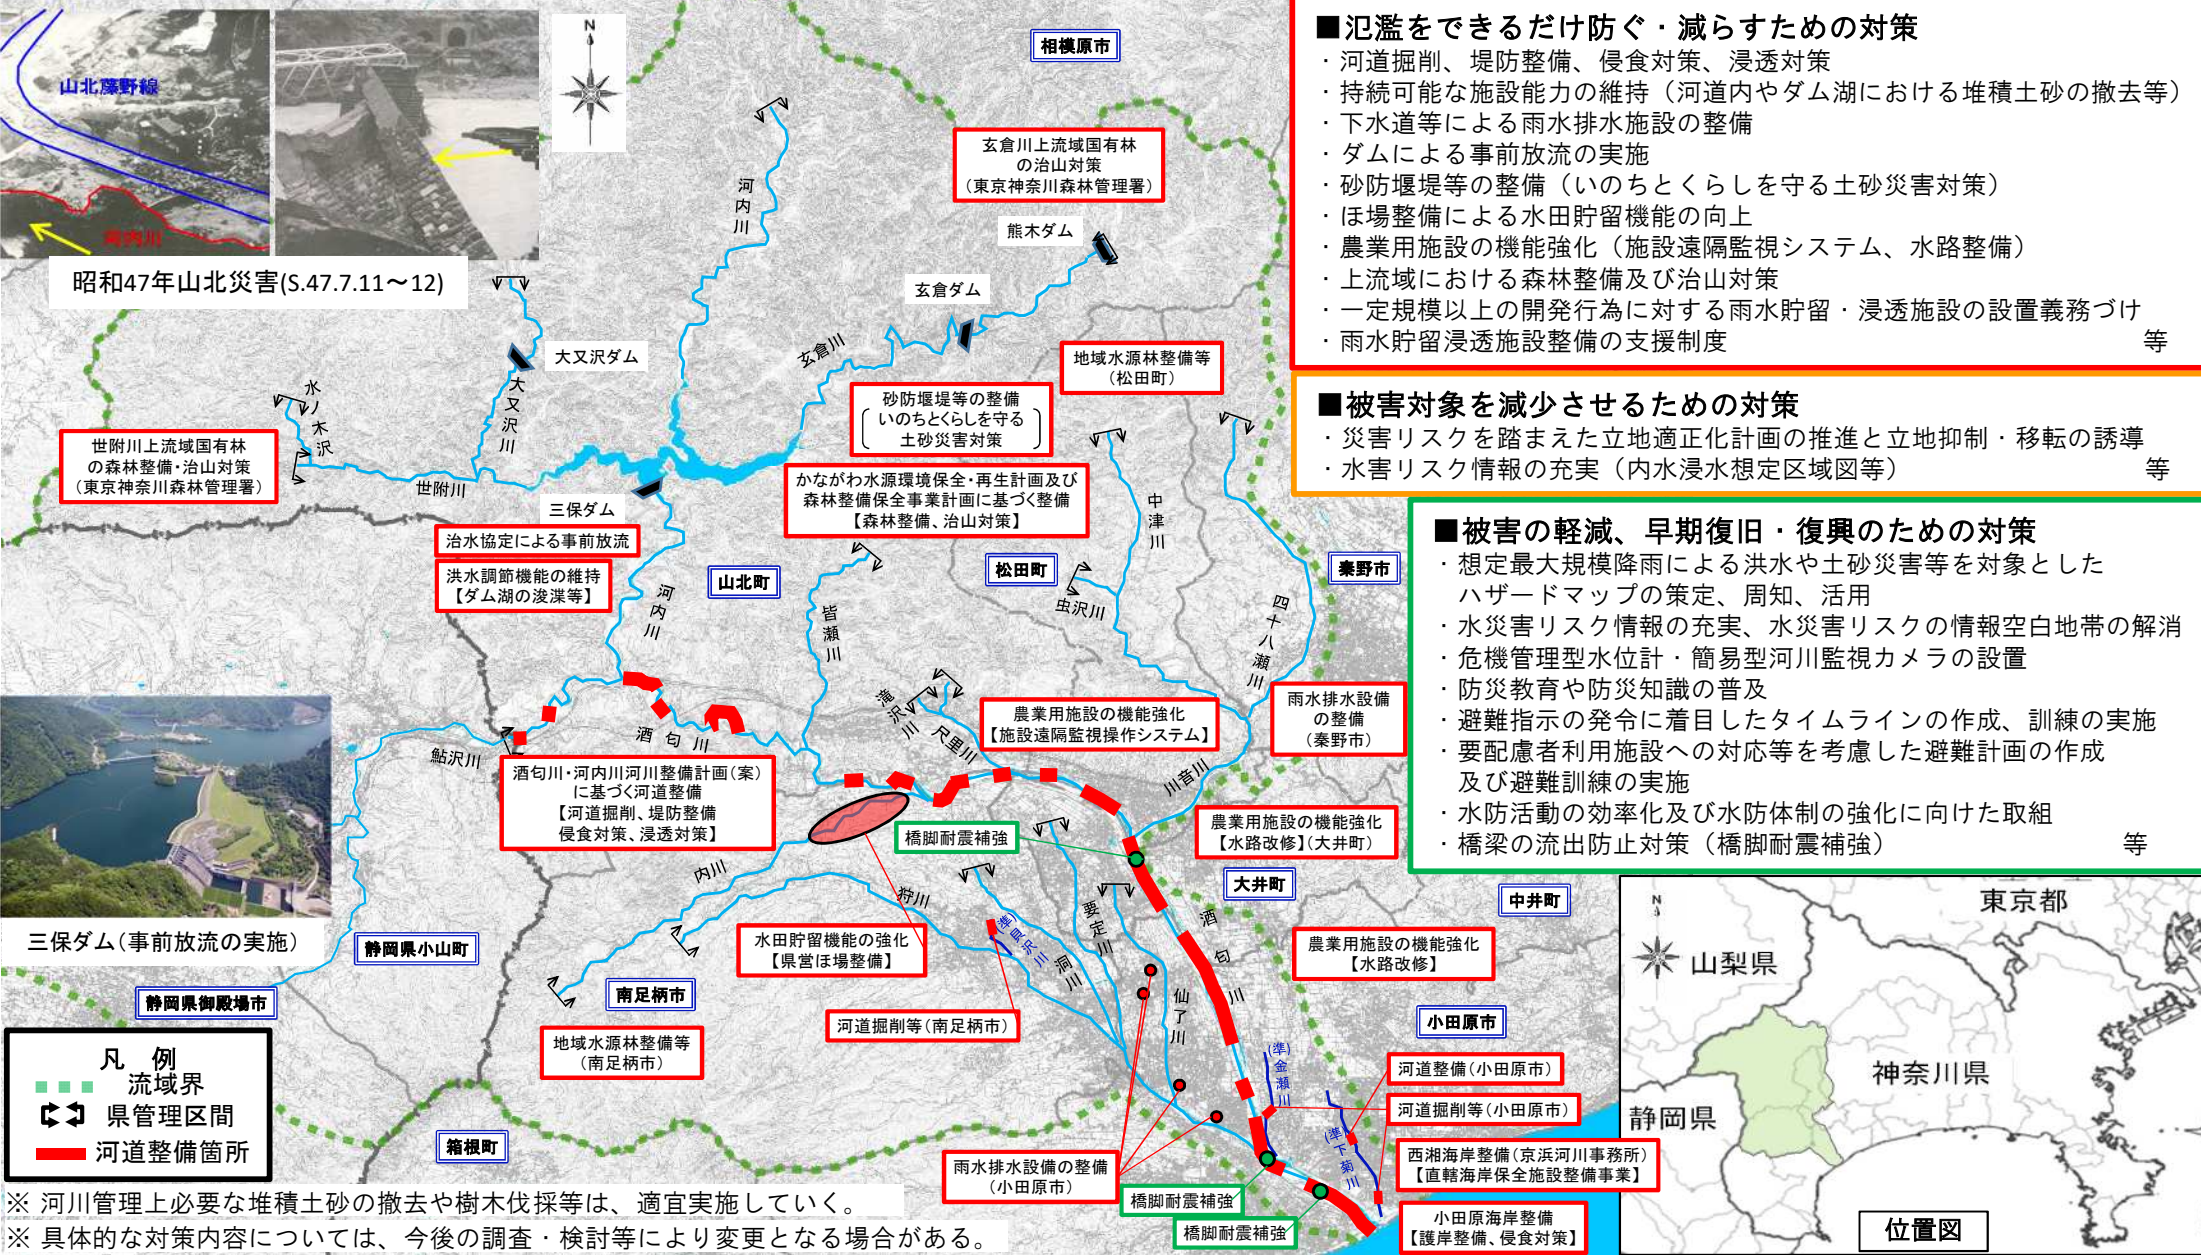 山北藤野線
河内川
昭和47年山北災害(S.47.7.11～12)
N
相模原市
玄倉川上流域国有林
の治山対策
(東京神奈川森林管理署)
河内川
熊木ダム
玄倉ダム
玄倉川
大又沢ダム
大又沢川
水ノ木沢
世附川上流域国有林
の森林整備・治山対策
(東京神奈川森林管理署)
世附川
三保ダム
地域水源林整備等
(松田町)
砂防堰堤等の整備
いのちとくらしを守る
土砂災害対策
かながわ水源環境保全・再生計画及び
森林整備保全事業計画に基づく整備
【森林整備、治山対策】
治水協定による事前放流
洪水調節機能の維持
【ダム湖の浚渫等】
河内川
山北町
皆瀬川
松田町
中津川
虫沢川
秦野市
四十八瀬川
雨水排水設備
の整備
(秦野市)
滝沢川
尺里川
農業用施設の機能強化
【施設遠隔監視操作システム】
川音川
鮎沢川
酒匂川
酒匂川・河内川河川整備計画(案)
に基づく河道整備
【河道掘削、堤防整備
侵食対策、浸透対策】
橋脚耐震補強
農業用施設の機能強化
【水路改修】(大井町)
大井町
中井町
内川
狩川
要定川
酒匂川
(準)貝沢川
洞川
仙了川
水田貯留機能の強化
【県営ほ場整備】
農業用施設の機能強化
【水路改修】
三保ダム(事前放流の実施)
静岡県小山町
静岡県御殿場市
南足柄市
河道掘削等(南足柄市)
小田原市
地域水源林整備等
(南足柄市)
(準)金瀬川
河道整備(小田原市)
河道掘削等(小田原市)
(準)下菊川
西湘海岸整備(京浜河川事務所)
【直轄海岸保全施設整備事業】
箱根町
雨水排水設備の整備
(小田原市)
橋脚耐震補強
橋脚耐震補強
小田原海岸整備
【護岸整備、侵食対策】
凡 例
流域界
県管理区間
河道整備箇所
※ 河川管理上必要な堆積土砂の撤去や樹木伐採等は、適宜実施していく。
※ 具体的な対策内容については、今後の調査・検討等により変更となる場合がある。
■氾濫をできるだけ防ぐ・減らすための対策
・河道掘削、堤防整備、侵食対策、浸透対策
・持続可能な施設能力の維持（河道内やダム湖における堆積土砂の撤去等）
・下水道等による雨水排水施設の整備
・ダムによる事前放流の実施
・砂防堰堤等の整備（いのちとくらしを守る土砂災害対策）
・ほ場整備による水田貯留機能の向上
・農業用施設の機能強化（施設遠隔監視システム、水路整備）
・上流域における森林整備及び治山対策
・一定規模以上の開発行為に対する雨水貯留・浸透施設の設置義務づけ
・雨水貯留浸透施設整備の支援制度 等
■被害対象を減少させるための対策
・災害リスクを踏まえた立地適正化計画の推進と立地抑制・移転の誘導
・水害リスク情報の充実（内水浸水想定区域図等） 等
■被害の軽減、早期復旧・復興のための対策
・想定最大規模降雨による洪水や土砂災害等を対象とした
ハザードマップの策定、周知、活用
・水災害リスク情報の充実、水災害リスクの情報空白地帯の解消
・危機管理型水位計・簡易型河川監視カメラの設置
・防災教育や防災知識の普及
・避難指示の発令に着目したタイムラインの作成、訓練の実施
・要配慮者利用施設への対応等を考慮した避難計画の作成
及び避難訓練の実施
・水防活動の効率化及び水防体制の強化に向けた取組
・橋梁の流出防止対策（橋脚耐震補強） 等
N
東京都
山梨県
神奈川県
静岡県
位置図